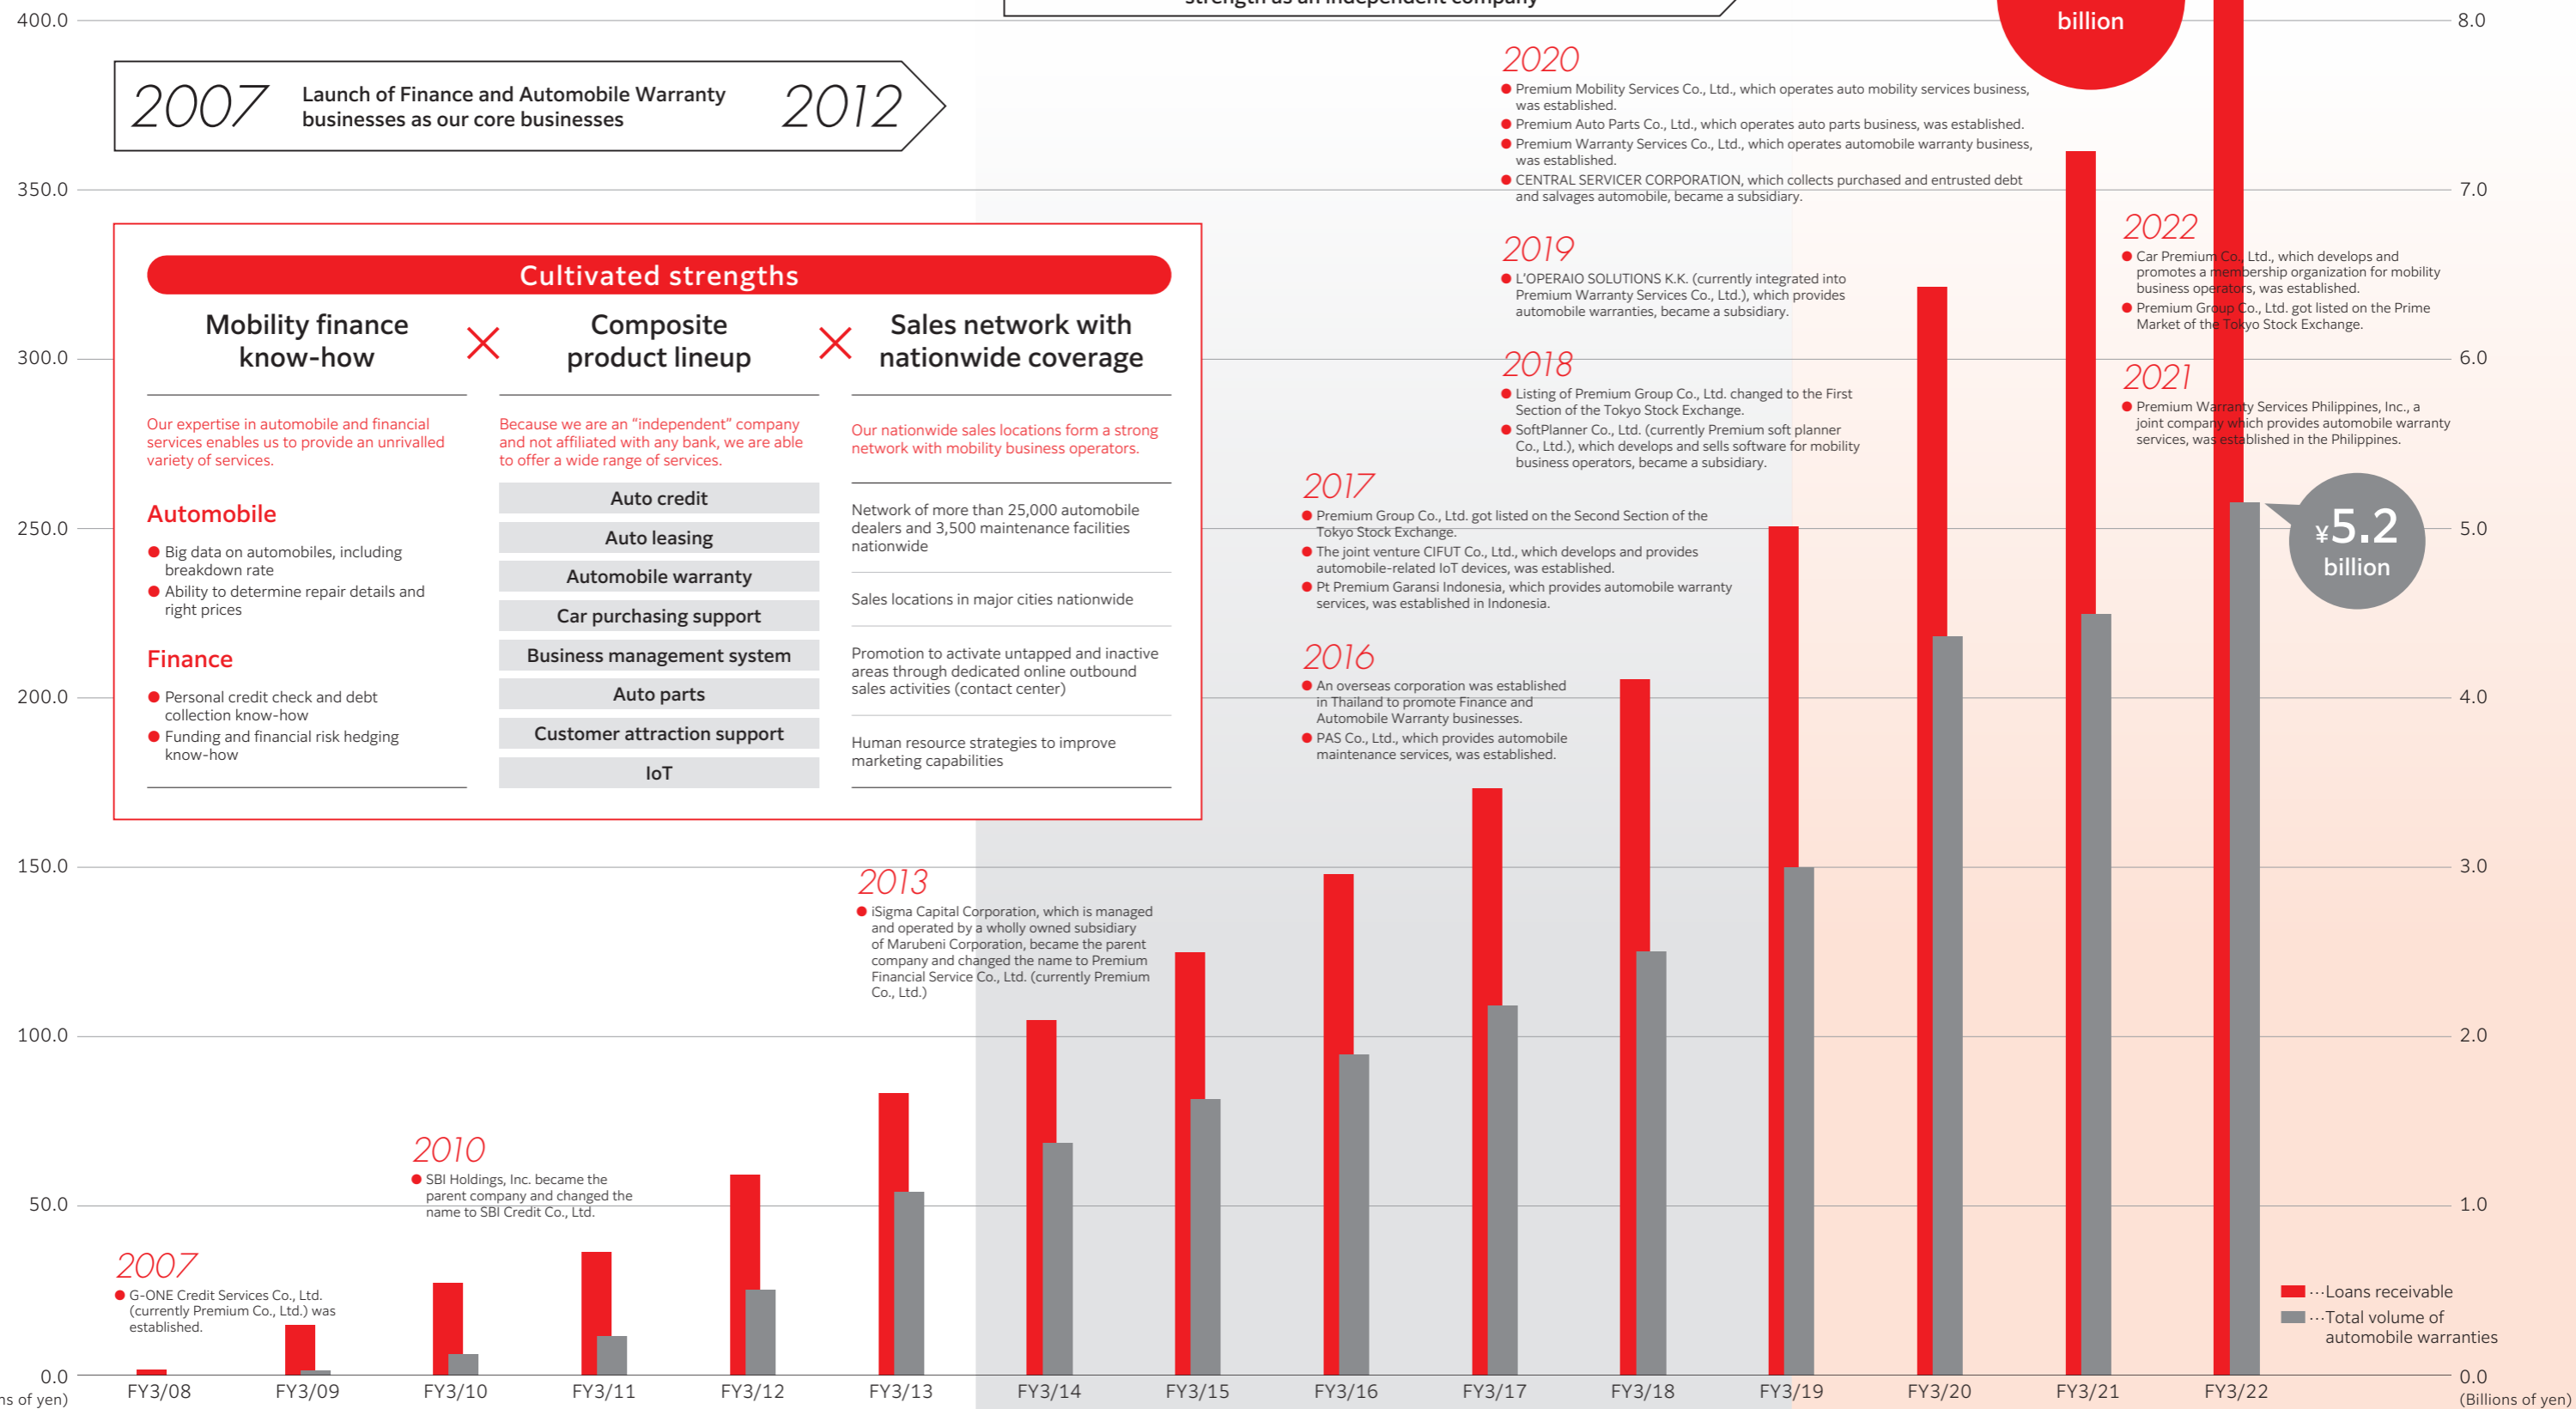 strength as an independent company
billion
400.0
350.0
300.0
250.0
200.0
150.0
100.0
50.0
0.0
ns of yen)
8.0
7.0
6.0
5.0
4.0
3.0
2.0
1.0
0.0
(Billions of yen)
2007
Launch of Finance and Automobile Warranty
businesses as our core businesses
2012
Cultivated strengths
Mobility finance
know-how
Our expertise in automobile and financial
services enables us to provide an unrivalled
variety of services.
Automobile
● Big data on automobiles, including
breakdown rate
● Ability to determine repair details and
right prices
Finance
● Personal credit check and debt
collection know-how
● Funding and financial risk hedging
know-how
×
Composite
product lineup
Because we are an “independent” company
and not affiliated with any bank, we are able
to offer a wide range of services.
Auto credit
Auto leasing
Automobile warranty
Car purchasing support
Business management system
Auto parts
Customer attraction support
IoT
×
Sales network with
nationwide coverage
Our nationwide sales locations form a strong
network with mobility business operators.
Network of more than 25,000 automobile
dealers and 3,500 maintenance facilities
nationwide
Sales locations in major cities nationwide
Promotion to activate untapped and inactive
areas through dedicated online outbound
sales activities (contact center)
Human resource strategies to improve
marketing capabilities
2007
● G-ONE Credit Services Co., Ltd.
(currently Premium Co., Ltd.) was
established.
2010
● SBI Holdings, Inc. became the
parent company and changed the
name to SBI Credit Co., Ltd.
2013
● iSigma Capital Corporation, which is managed
and operated by a wholly owned subsidiary
of Marubeni Corporation, became the parent
company and changed the name to Premium
Financial Service Co., Ltd. (currently Premium
Co., Ltd.)
2016
● An overseas corporation was established
in Thailand to promote Finance and
Automobile Warranty businesses.
● PAS Co., Ltd., which provides automobile
maintenance services, was established.
2017
● Premium Group Co., Ltd. got listed on the Second Section of the
Tokyo Stock Exchange.
● The joint venture CIFUT Co., Ltd., which develops and provides
automobile-related IoT devices, was established.
● Pt Premium Garansi Indonesia, which provides automobile warranty
services, was established in Indonesia.
2018
● Listing of Premium Group Co., Ltd. changed to the First
Section of the Tokyo Stock Exchange.
● SoftPlanner Co., Ltd. (currently Premium soft planner
Co., Ltd.), which develops and sells software for mobility
business operators, became a subsidiary.
2019
● L’OPERAIO SOLUTIONS K.K. (currently integrated into
Premium Warranty Services Co., Ltd.), which provides
automobile warranties, became a subsidiary.
2020
● Premium Mobility Services Co., Ltd., which operates auto mobility services business,
was established.
● Premium Auto Parts Co., Ltd., which operates auto parts business, was established.
● Premium Warranty Services Co., Ltd., which operates automobile warranty business,
was established.
● CENTRAL SERVICER CORPORATION, which collects purchased and entrusted debt
and salvages automobile, became a subsidiary.
2022
● Car Premium Co., Ltd., which develops and
promotes a membership organization for mobility
business operators, was established.
● Premium Group Co., Ltd. got listed on the Prime
Market of the Tokyo Stock Exchange.
2021
● Premium Warranty Services Philippines, Inc., a
joint company which provides automobile warranty
services, was established in the Philippines.
¥5.2
billion
···Loans receivable
···Total volume of
automobile warranties
FY3/08
FY3/09
FY3/10
FY3/11
FY3/12
FY3/13
FY3/14
FY3/15
FY3/16
FY3/17
FY3/18
FY3/19
FY3/20
FY3/21
FY3/22